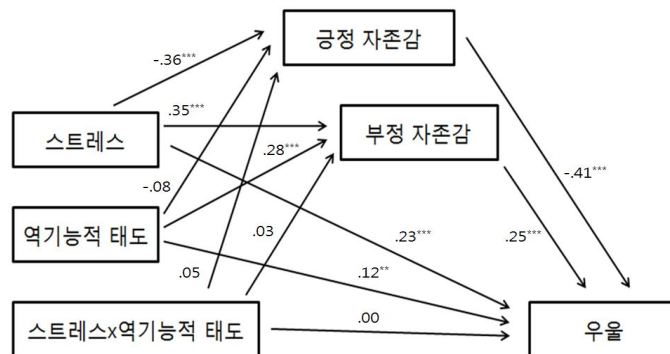 긍정 자존감
-.36***
.35***
스트레스
부정 자존감
.28***
-.08
-.41***
역기능적 태도
.03
.23***
.25***
.05
.12**
.00
스트레스x역기능적 태도
우울